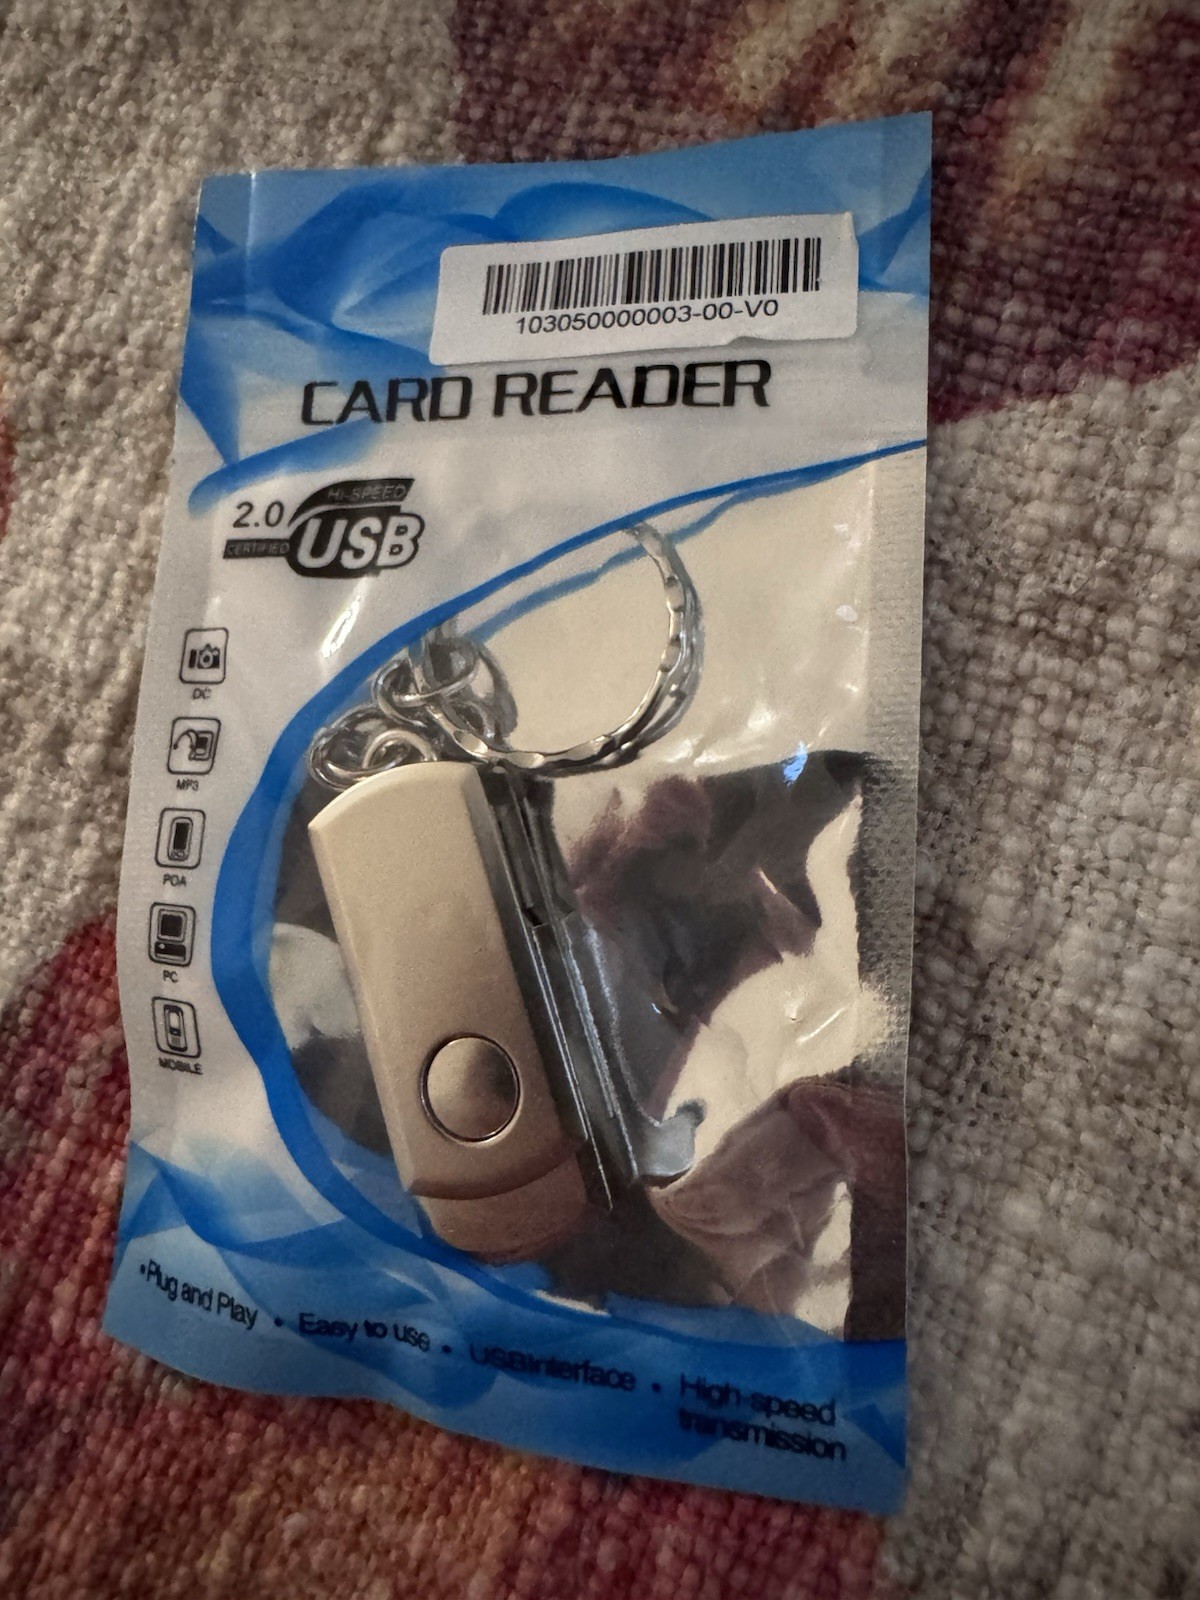 103050000003-00-V0
CARD READER
HI-SPEED
2.0
CERTIFIED
USB
DC
MP3
PDA
PC
MOBILE
•Plug and Play • Easy to use • USBInterface • High speed
transmission